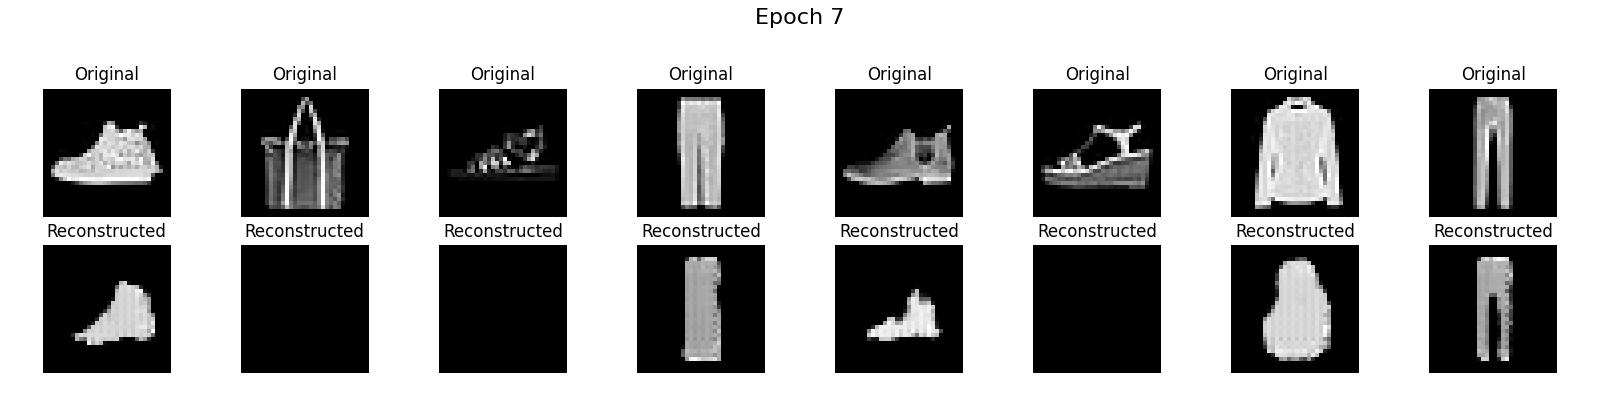 Epoch 7
Original Original Original Original Original Original Original Original
Reconstructed Reconstructed Reconstructed Reconstructed Reconstructed Reconstructed Reconstructed Reconstructed